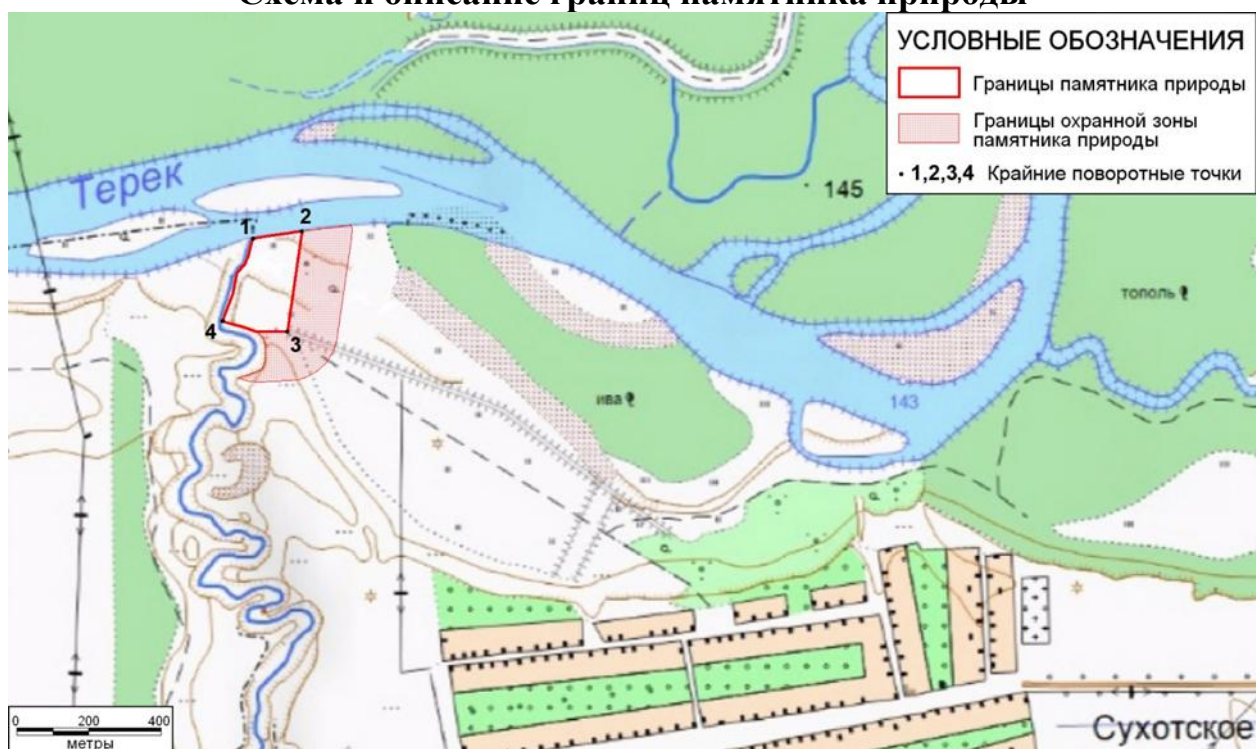 Схема и описание границ памятника природы
УСЛОВНЫЕ ОБОЗНАЧЕНИЯ
Границы памятника природы
Границы охранной зоны
памятника природы
· 1,2,3,4 Крайние поворотные точки
Терек
145
1
2
тополь
4
3
ива
143
0 200 400
метры
Сухотское